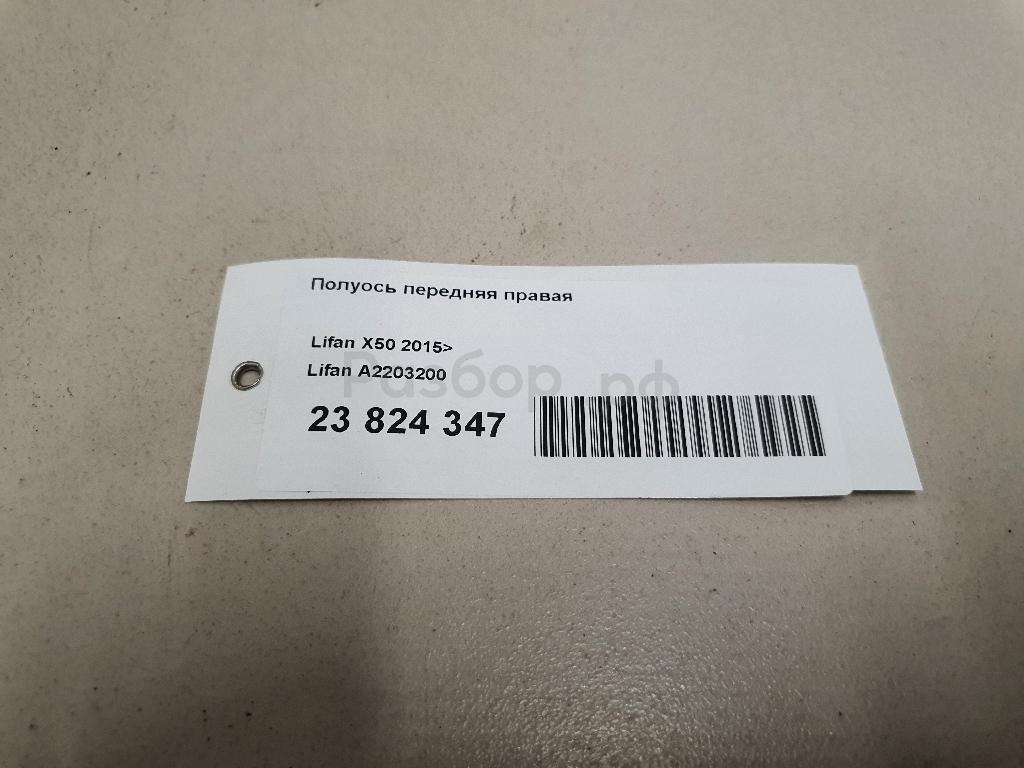 Полуось передняя правая
Lifan X50 2015>
Lifan A2203200
Разбор.рф
23 824 347